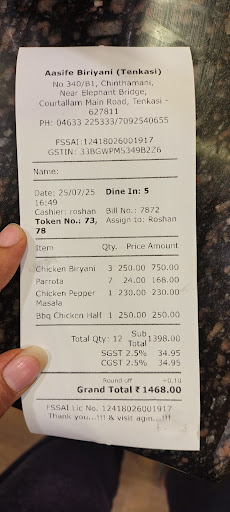 Aasife Biriyani (Tenkasi)
No 340/B1, Chinthamani,
Near Elephant Bridge,
Courtallam Main Road, Tenkasi -
627811
PH: 04633 225333/7092540655
FSSAI:12418026001917
GSTIN: 33BGWPM5349B2Z6
Name:
Date: 25/07/25 Dine In: 5
16:49
Cashier: roshan Bill No.: 7872
Token No.: 73, Assign to: Roshan
78
Item Qty. Price Amount
Chicken Biryani 3 250.00 750.00
Parrota 7 24.00 168.00
Chicken Pepper 1 230.00 230.00
Masala
Bbq Chicken Half 1 250.00 250.00
Total Qty: 12 Sub 1398.00
Total
SGST 2.5% 34.95
CGST 2.5% 34.95
Round off +0.10
Grand Total ₹ 1468.00
FSSAI Lic No. 12418026001917
Thank you...!!! & visit agin...!!!